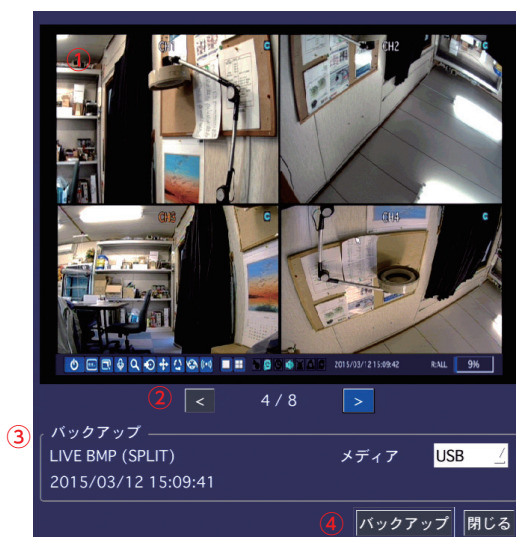 ①
CH1 C
CH2 C
CH3 C
CH4 C
2015/03/12 15:09:42 R:ALL 9%
② < 4 / 8 >
③ バックアップ
LIVE BMP (SPLIT) メディア USB
2015/03/12 15:09:41
④ バックアップ 閉じる